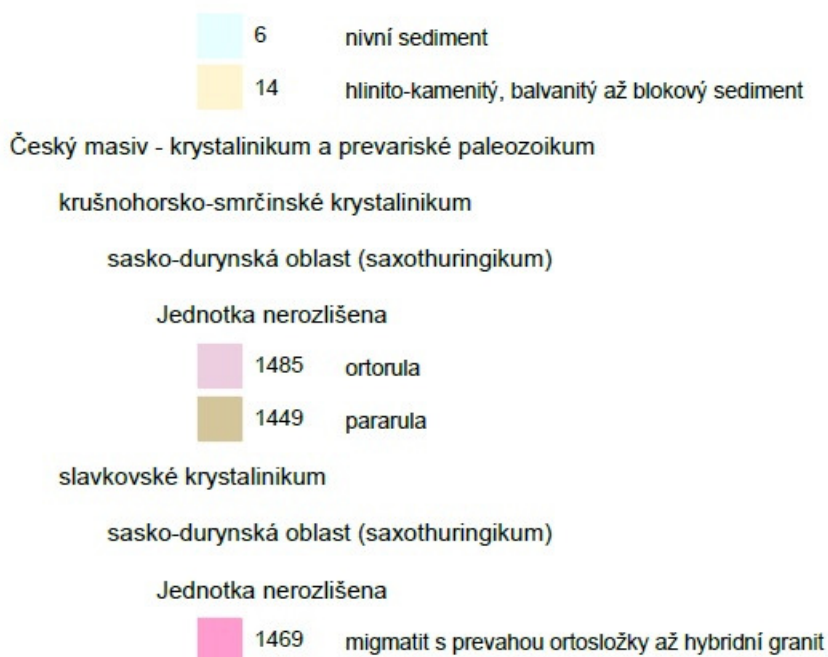 6 nivní sediment
14 hlinito-kamenitý, balvanitý až blokový sediment
Český masiv - krystalinikum a prevariské paleozoikum
krušnohorsko-smrčinské krystalinikum
sasko-durynská oblast (saxothuringikum)
Jednotka nerozlišena
1485 ortorula
1449 pararula
slavkovské krystalinikum
sasko-durynská oblast (saxothuringikum)
Jednotka nerozlišena
1469 migmatit s prevahou ortosložky až hybridní granit